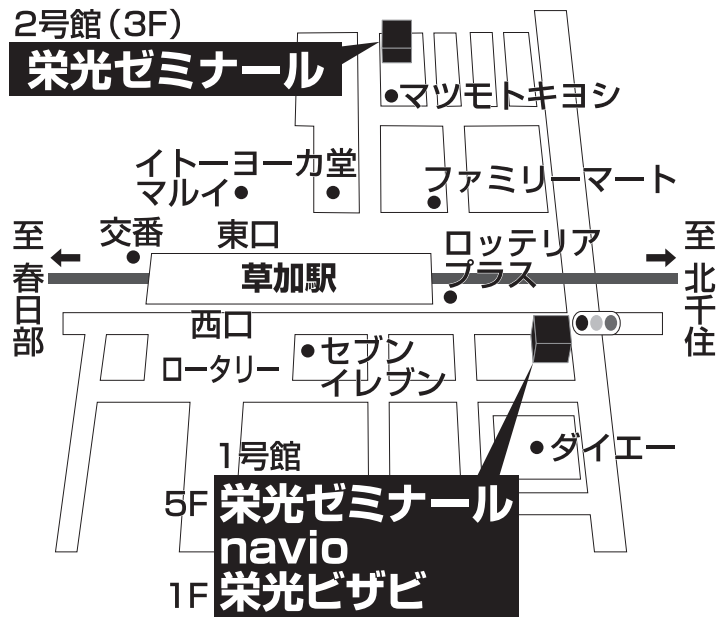 2号館(3F)
栄光ゼミナール
マツモトキヨシ
イトーヨーカ堂
マルイ
ファミリーマート
交番
東口
ロッテリア
プラス
至 春日部
草加駅
至 北千住
西口
ロータリー
セブン
イレブン
ダイエー
1号館
5F 栄光ゼミナール
navio
1F 栄光ビザビ